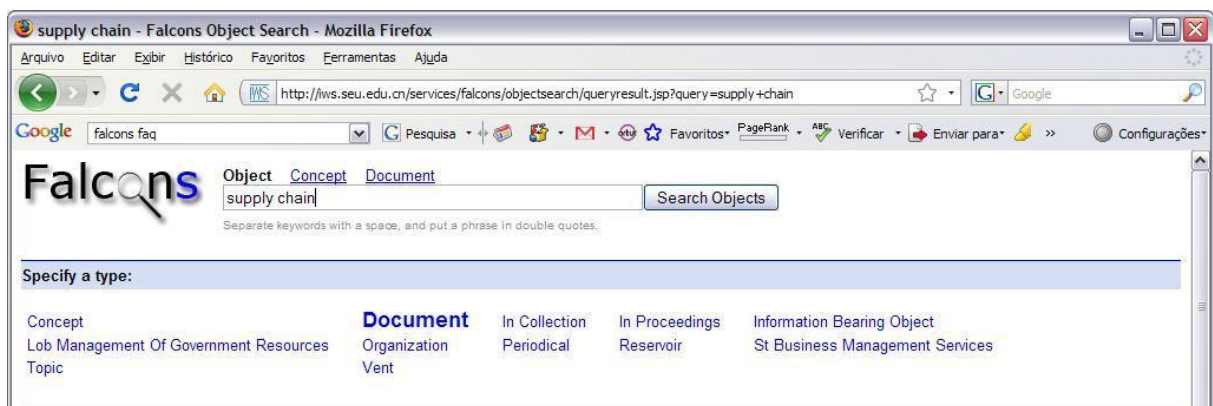 supply chain - Falcons Object Search - Mozilla Firefox
Arquivo Editar Exibir Histórico Favoritos Ferramentas Ajuda
IWS http://iws.seu.edu.cn/services/falcons/objectsearch/queryresult.jsp?query=supply+chain G Google
Google falcons faq G Pesquisa Favoritos PageRank ABC Verificar Enviar para » Configurações
Falcons Object Concept Document
supply chain Search Objects
Separate keywords with a space, and put a phrase in double quotes.
Specify a type:
Concept Document In Collection In Proceedings Information Bearing Object
Lob Management Of Government Resources Organization Periodical Reservoir St Business Management Services
Topic Vent